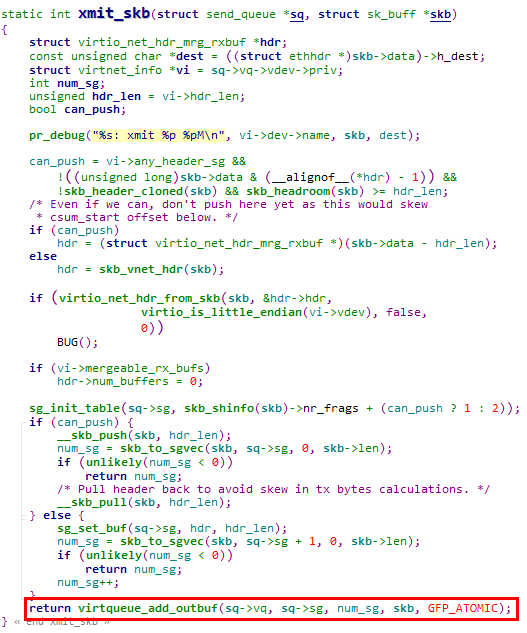 static int xmit_skb(struct send_queue *sq, struct sk_buff *skb)
{
struct virtio_net_hdr_mrg_rxbuf *hdr;
const unsigned char *dest = ((struct ethhdr *)skb->data)->h_dest;
struct virtnet_info *vi = sq->vq->vdev->priv;
int num_sg;
unsigned hdr_len = vi->hdr_len;
bool can_push;
pr_debug("%s: xmit %p %pM\n", vi->dev->name, skb, dest);
can_push = vi->any_header_sg &&
!((unsigned long)skb->data & (__alignof__(*hdr) - 1)) &&
!skb_header_cloned(skb) && skb_headroom(skb) >= hdr_len;
/* Even if we can, don't push here yet as this would skew
* csum_start offset below. */
if (can_push)
hdr = (struct virtio_net_hdr_mrg_rxbuf *)(skb->data - hdr_len);
else
hdr = skb_vnet_hdr(skb);
if (virtio_net_hdr_from_skb(skb, &hdr->hdr,
virtio_is_little_endian(vi->vdev), false,
0))
BUG();
if (vi->mergeable_rx_bufs)
hdr->num_buffers = 0;
sg_init_table(sq->sg, skb_shinfo(skb)->nr_frags + (can_push ? 1 : 2));
if (can_push) {
__skb_push(skb, hdr_len);
num_sg = skb_to_sgvec(skb, sq->sg, 0, skb->len);
if (unlikely(num_sg < 0))
return num_sg;
/* Pull header back to avoid skew in tx bytes calculations. */
__skb_pull(skb, hdr_len);
} else {
sg_set_buf(sq->sg, hdr, hdr_len);
num_sg = skb_to_sgvec(skb, sq->sg + 1, 0, skb->len);
if (unlikely(num_sg < 0))
return num_sg;
num_sg++;
}
return virtqueue_add_outbuf(sq->vq, sq->sg, num_sg, skb, GFP_ATOMIC);
} « end xmit_skb »